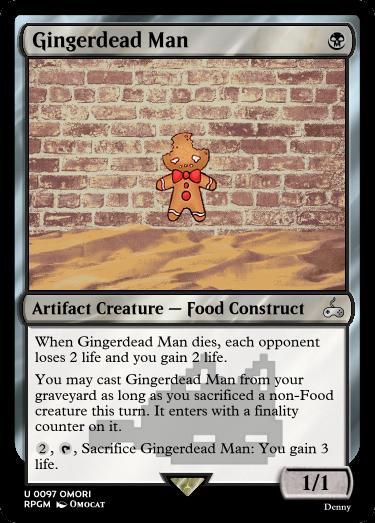 Gingerdead Man
Artifact Creature — Food Construct
When Gingerdead Man dies, each opponent
loses 2 life and you gain 2 life.
You may cast Gingerdead Man from your
graveyard as long as you sacrificed a non-Food
creature this turn. It enters with a finality
counter on it.
2, , Sacrifice Gingerdead Man: You gain 3
life.
1/1
U 0097 OMORI
RPGM Omocat
Denny